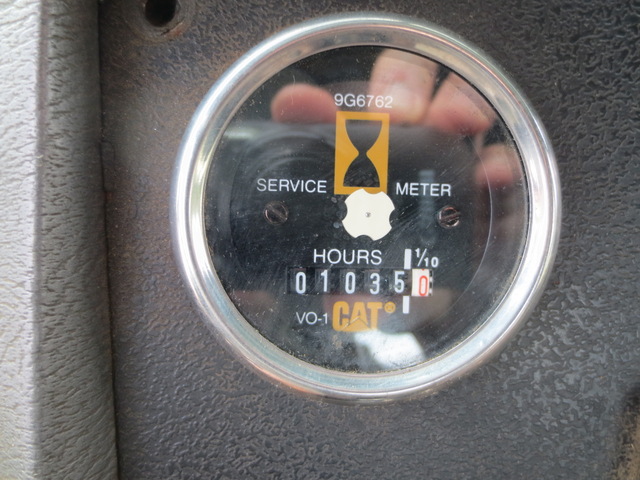 9G6762
SERVICE METER
HOURS 1/10
010350
VO-1 CAT®